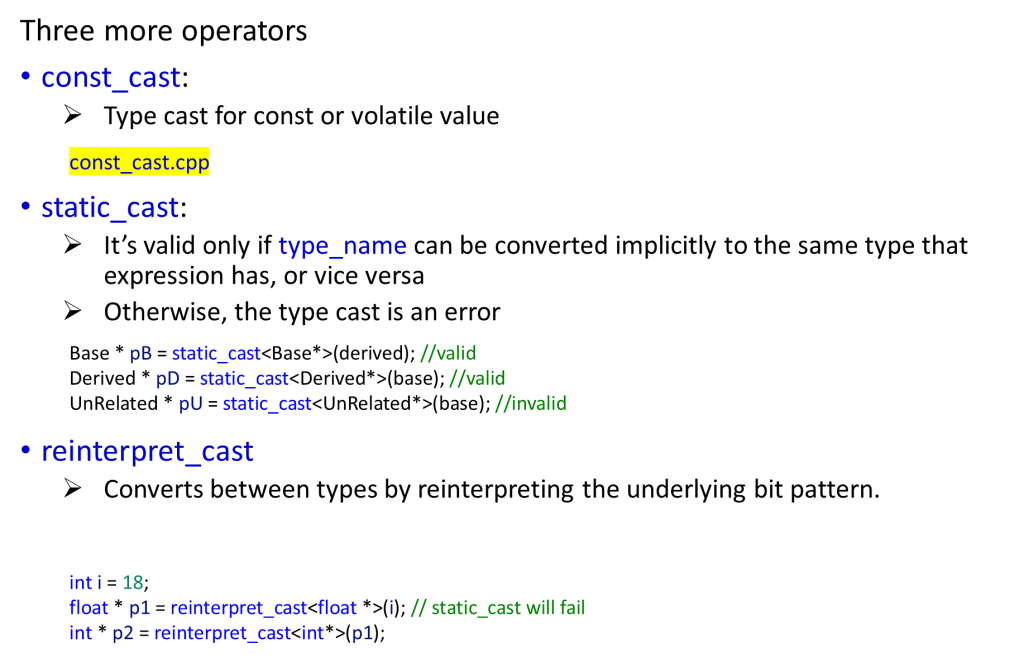 Three more operators
• const_cast:
➢ Type cast for const or volatile value
const_cast.cpp
• static_cast:
➢ It’s valid only if type_name can be converted implicitly to the same type that
expression has, or vice versa
➢ Otherwise, the type cast is an error
Base * pB = static_cast<Base*>(derived); //valid
Derived * pD = static_cast<Derived*>(base); //valid
UnRelated * pU = static_cast<UnRelated*>(base); //invalid
• reinterpret_cast
➢ Converts between types by reinterpreting the underlying bit pattern.
int i = 18;
float * p1 = reinterpret_cast<float *>(i); // static_cast will fail
int * p2 = reinterpret_cast<int*>(p1);